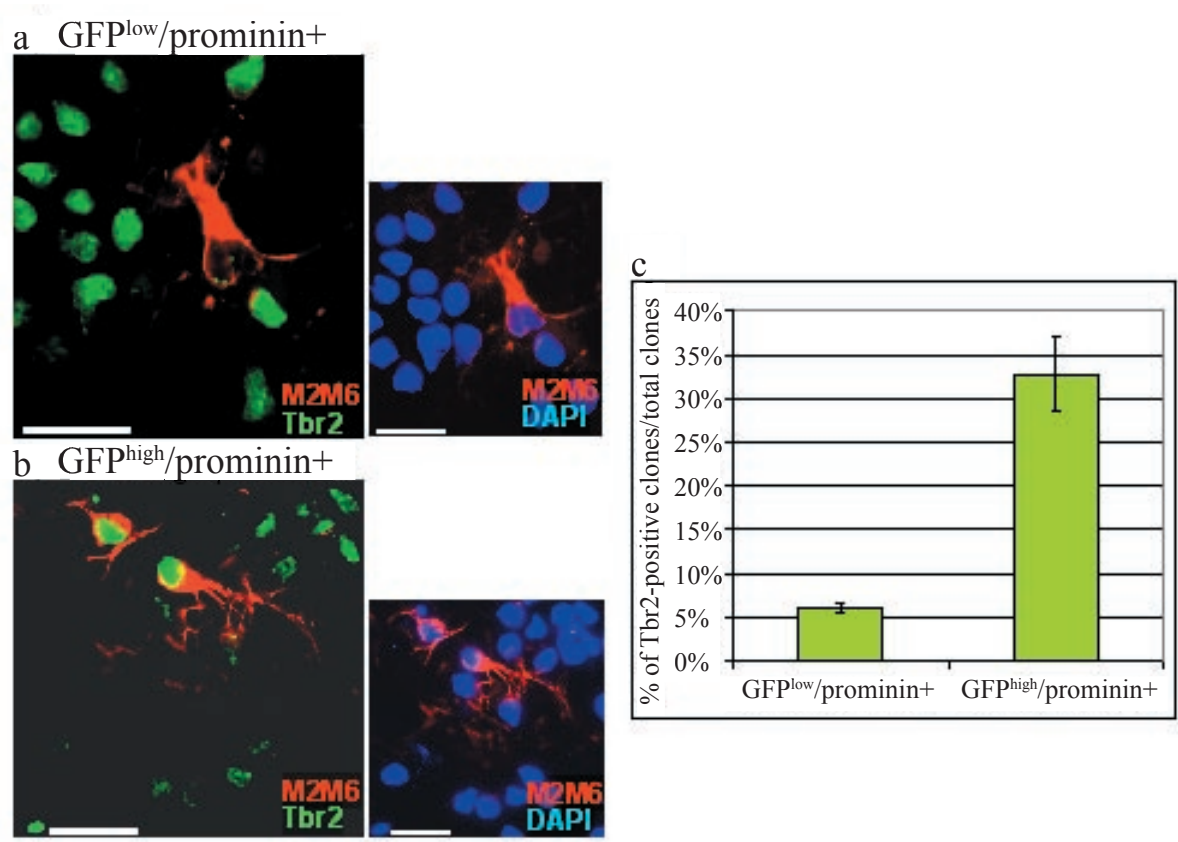 a GFPlow/prominin+
M2M6
Tbr2
M2M6
DAPI
b GFPhigh/prominin+
M2M6
Tbr2
M2M6
DAPI
c
% of Tbr2-positive clones/total clones
40%
35%
30%
25%
20%
15%
10%
5%
0%
GFPlow/prominin+ GFPhigh/prominin+